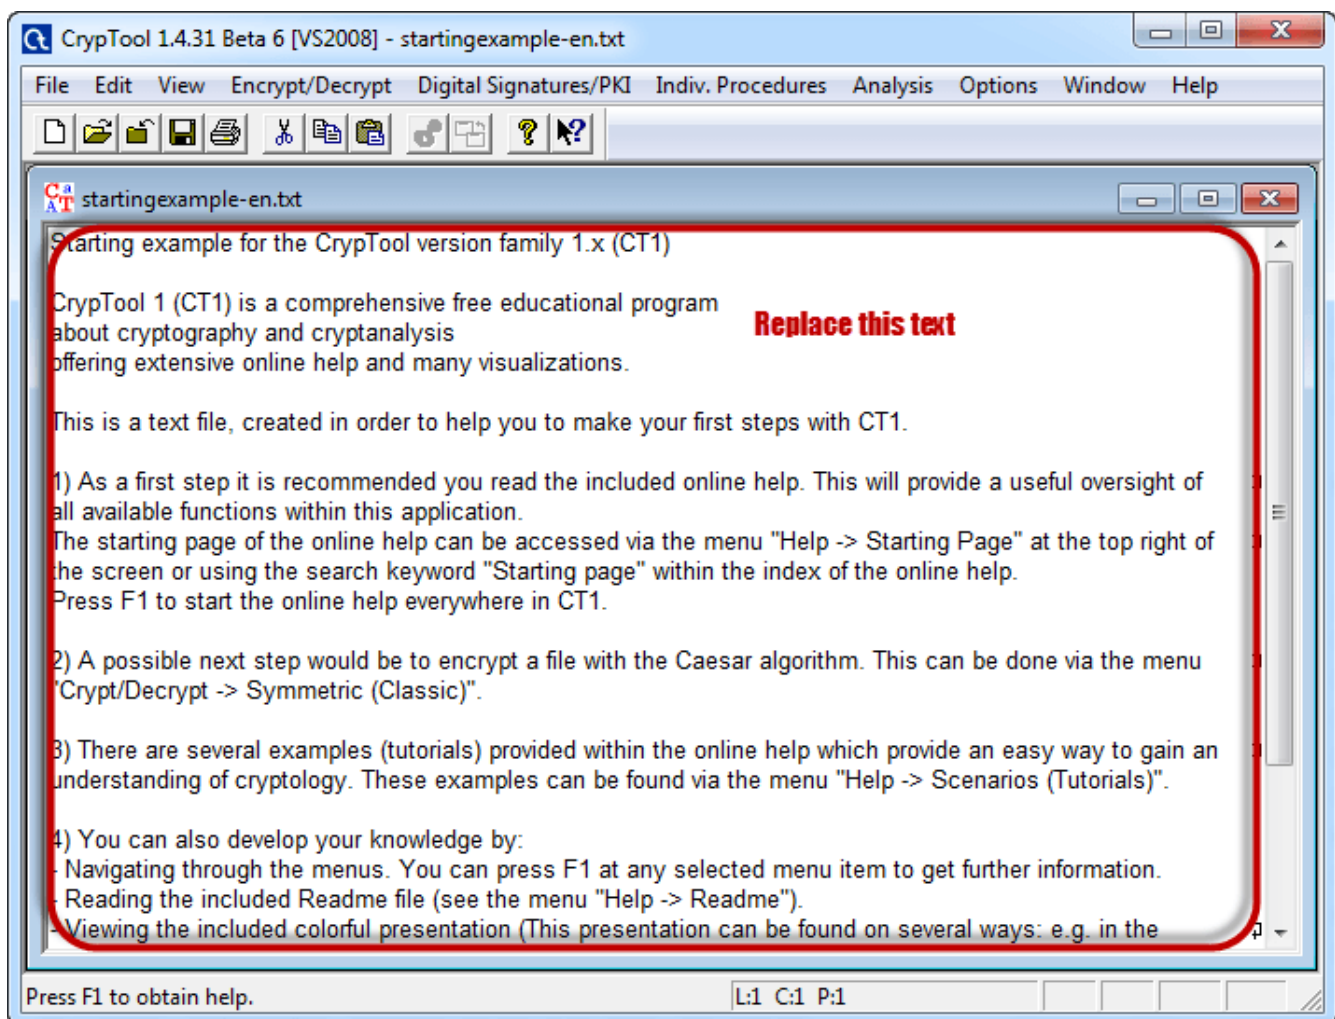 CrypTool 1.4.31 Beta 6 [VS2008] - startingexample-en.txt
File Edit View Encrypt/Decrypt Digital Signatures/PKI Indiv. Procedures Analysis Options Window Help
startingexample-en.txt
Starting example for the CrypTool version family 1.x (CT1)
CrypTool 1 (CT1) is a comprehensive free educational program
about cryptography and cryptanalysis
offering extensive online help and many visualizations.
Replace this text
This is a text file, created in order to help you to make your first steps with CT1.
1) As a first step it is recommended you read the included online help. This will provide a useful oversight of
all available functions within this application.
The starting page of the online help can be accessed via the menu "Help -> Starting Page" at the top right of
the screen or using the search keyword "Starting page" within the index of the online help.
Press F1 to start the online help everywhere in CT1.
2) A possible next step would be to encrypt a file with the Caesar algorithm. This can be done via the menu
"Crypt/Decrypt -> Symmetric (Classic)".
3) There are several examples (tutorials) provided within the online help which provide an easy way to gain an
understanding of cryptology. These examples can be found via the menu "Help -> Scenarios (Tutorials)".
4) You can also develop your knowledge by:
- Navigating through the menus. You can press F1 at any selected menu item to get further information.
- Reading the included Readme file (see the menu "Help -> Readme").
- Viewing the included colorful presentation (This presentation can be found on several ways: e.g. in the
Press F1 to obtain help.
L:1 C:1 P:1